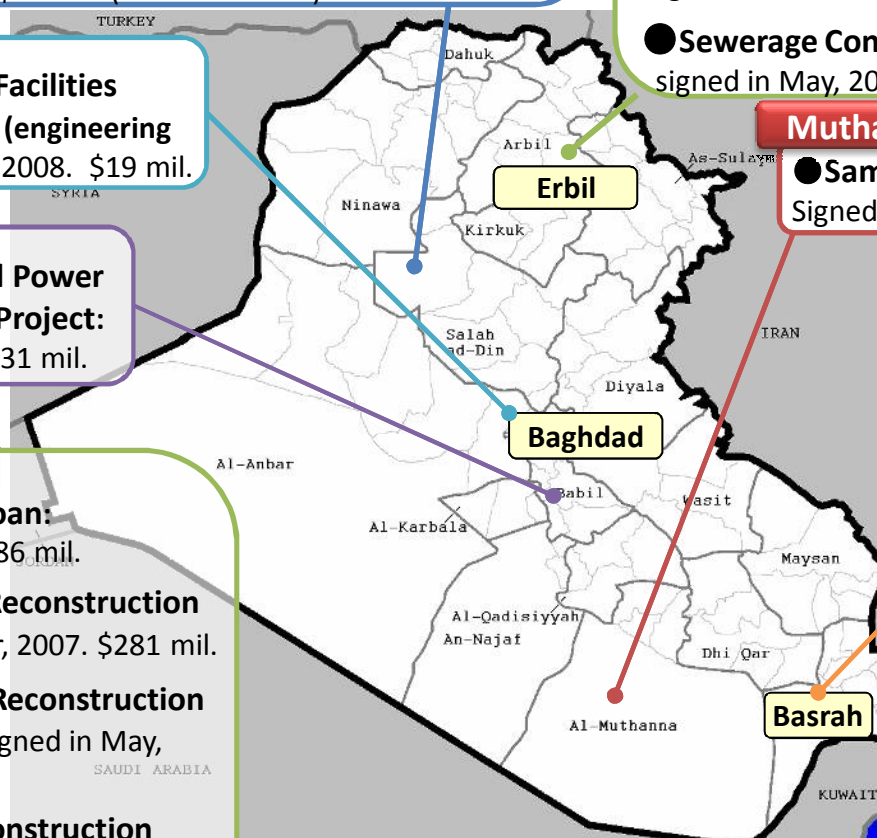 TURKEY
Facilities
(engineering
2008. $19 mil.
SYRIA
Power
Project:
31 mil.
86 mil.
JORDAN
Reconstruction
, 2007. $281 mil.
Reconstruction
gned in May,
SAUDI ARABIA
onstruction
Dahuk
●Sewerage Con
signed in May, 20
Mutha
As-Sulaym
●Sam
Signed
Arbil
Erbil
Ninawa
Kirkuk
IRAN
Salah
ad-Din
Diyala
Baghdad
Al-Anbar
Babil
Wasit
Al-Karbala
Maysan
Al-Qadisiyyah
An-Najaf
Dhi Qar
Al-Muthanna
Basrah
KUWAIT